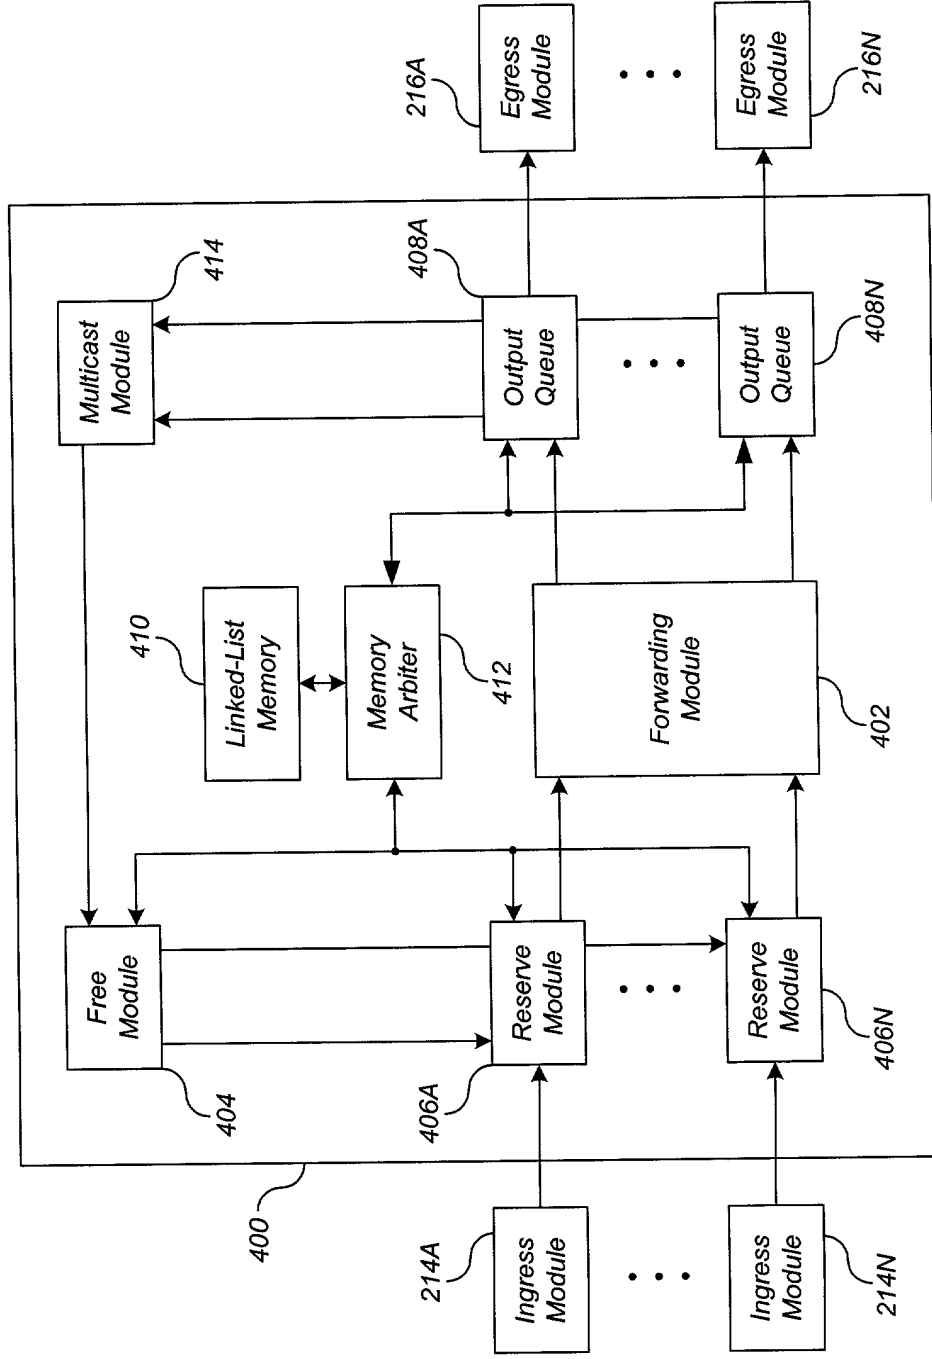 400
Free
Module
404
Multicast
Module
414
Linked-List
Memory
410
Memory
Arbiter
412
Ingress
Module
214A
Reserve
Module
406A
Forwarding
Module
402
Output
Queue
408A
Egress
Module
216A
Ingress
Module
214N
Reserve
Module
406N
Output
Queue
408N
Egress
Module
216N